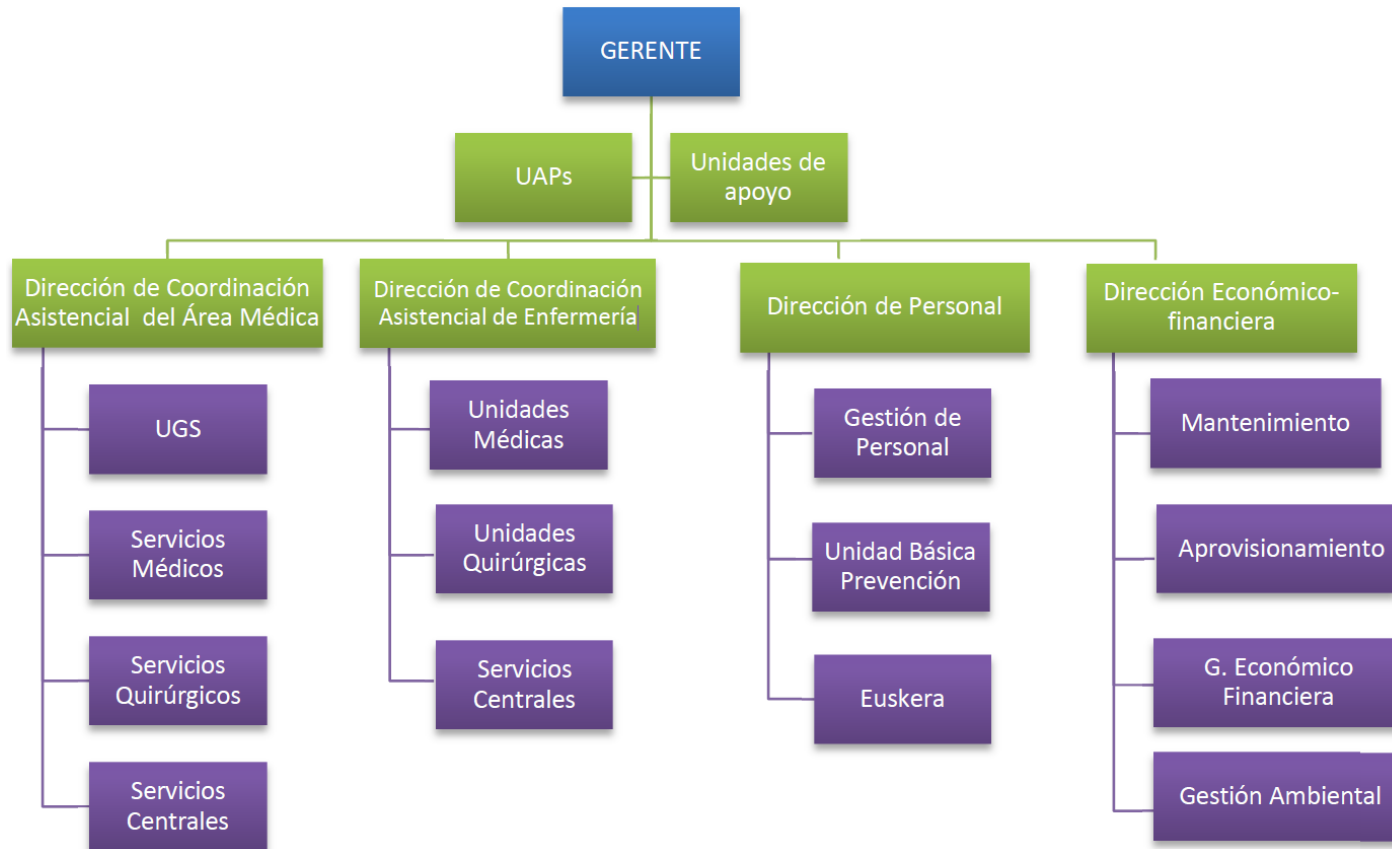 GERENTE
UAPs
Unidades de
apoyo
Dirección de Coordinación
Asistencial del Área Médica
Dirección de Coordinación
Asistencial de Enfermería
Dirección de Personal
Dirección Económico-
financiera
UGS
Servicios
Médicos
Servicios
Quirúrgicos
Servicios
Centrales
Unidades
Médicas
Unidades
Quirúrgicas
Servicios
Centrales
Gestión de
Personal
Unidad Básica
Prevención
Euskera
Mantenimiento
Aprovisionamiento
G. Económico
Financiera
Gestión Ambiental